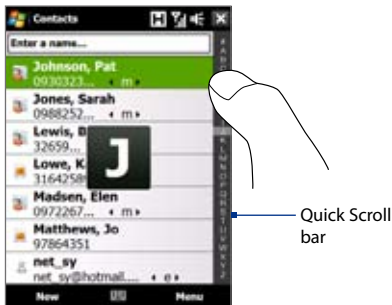 Contacts
Enter a name...
Johnson, Pat
0930323... m
Jones, Sarah
0988252... m
Lewis, B
32659...
J
Lowe, K
3164258
Madsen, Elen
0972267... m
Matthews, Jo
97864351
net_sy
net_sy@hotmail.... e
Quick Scroll
bar
New Menu